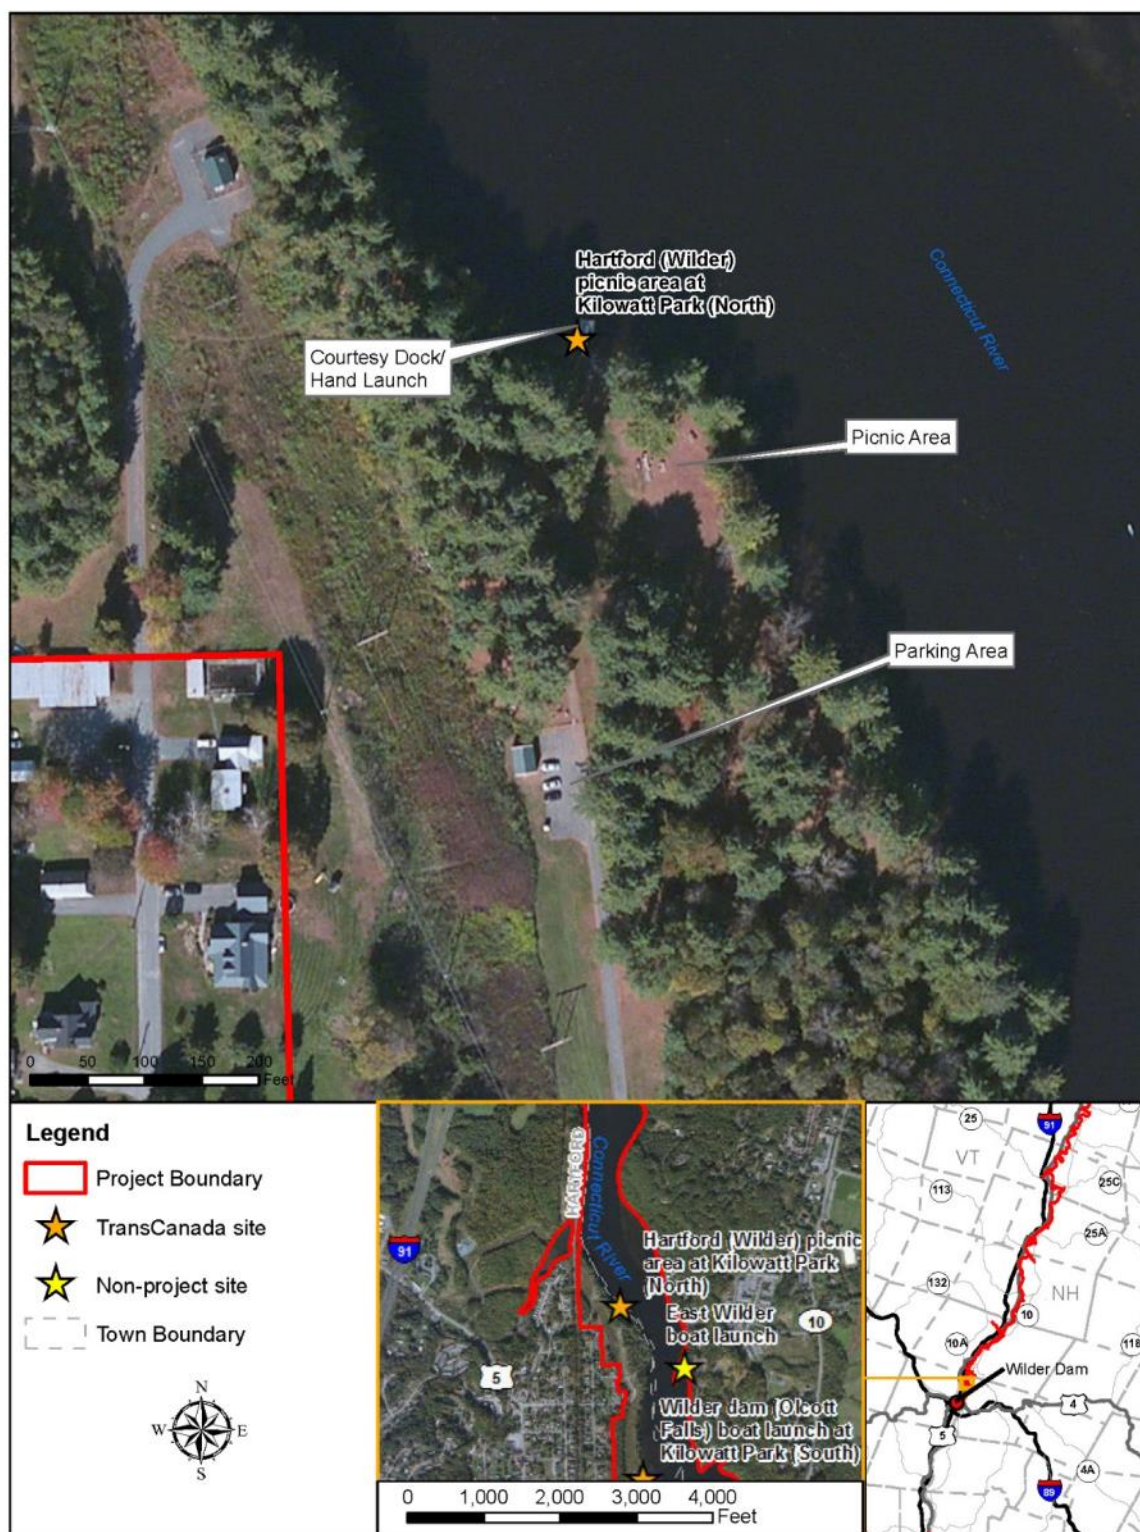 Hartford (Wilder)
picnic area at
Kilowatt Park (North)
Connecticut River
Courtesy Dock/
Hand Launch
Picnic Area
Parking Area
0 50 100 150 200
Feet
Legend
Project Boundary
TransCanada site
Non-project site
Town Boundary
N
W E
S
HARTFORD
Connecticut River
91
Hartford (Wilder) picnic
area at Kilowatt Park
(North)
East Wilder
boat launch
10
5
Wilder dam (Olcott
Falls) boat launch at
Kilowatt Park (South)
0 1,000 2,000 3,000 4,000
Feet
91
25
VT
113
25C
25A
132
NH
10
10A
118
Wilder Dam
4
5
4A
89